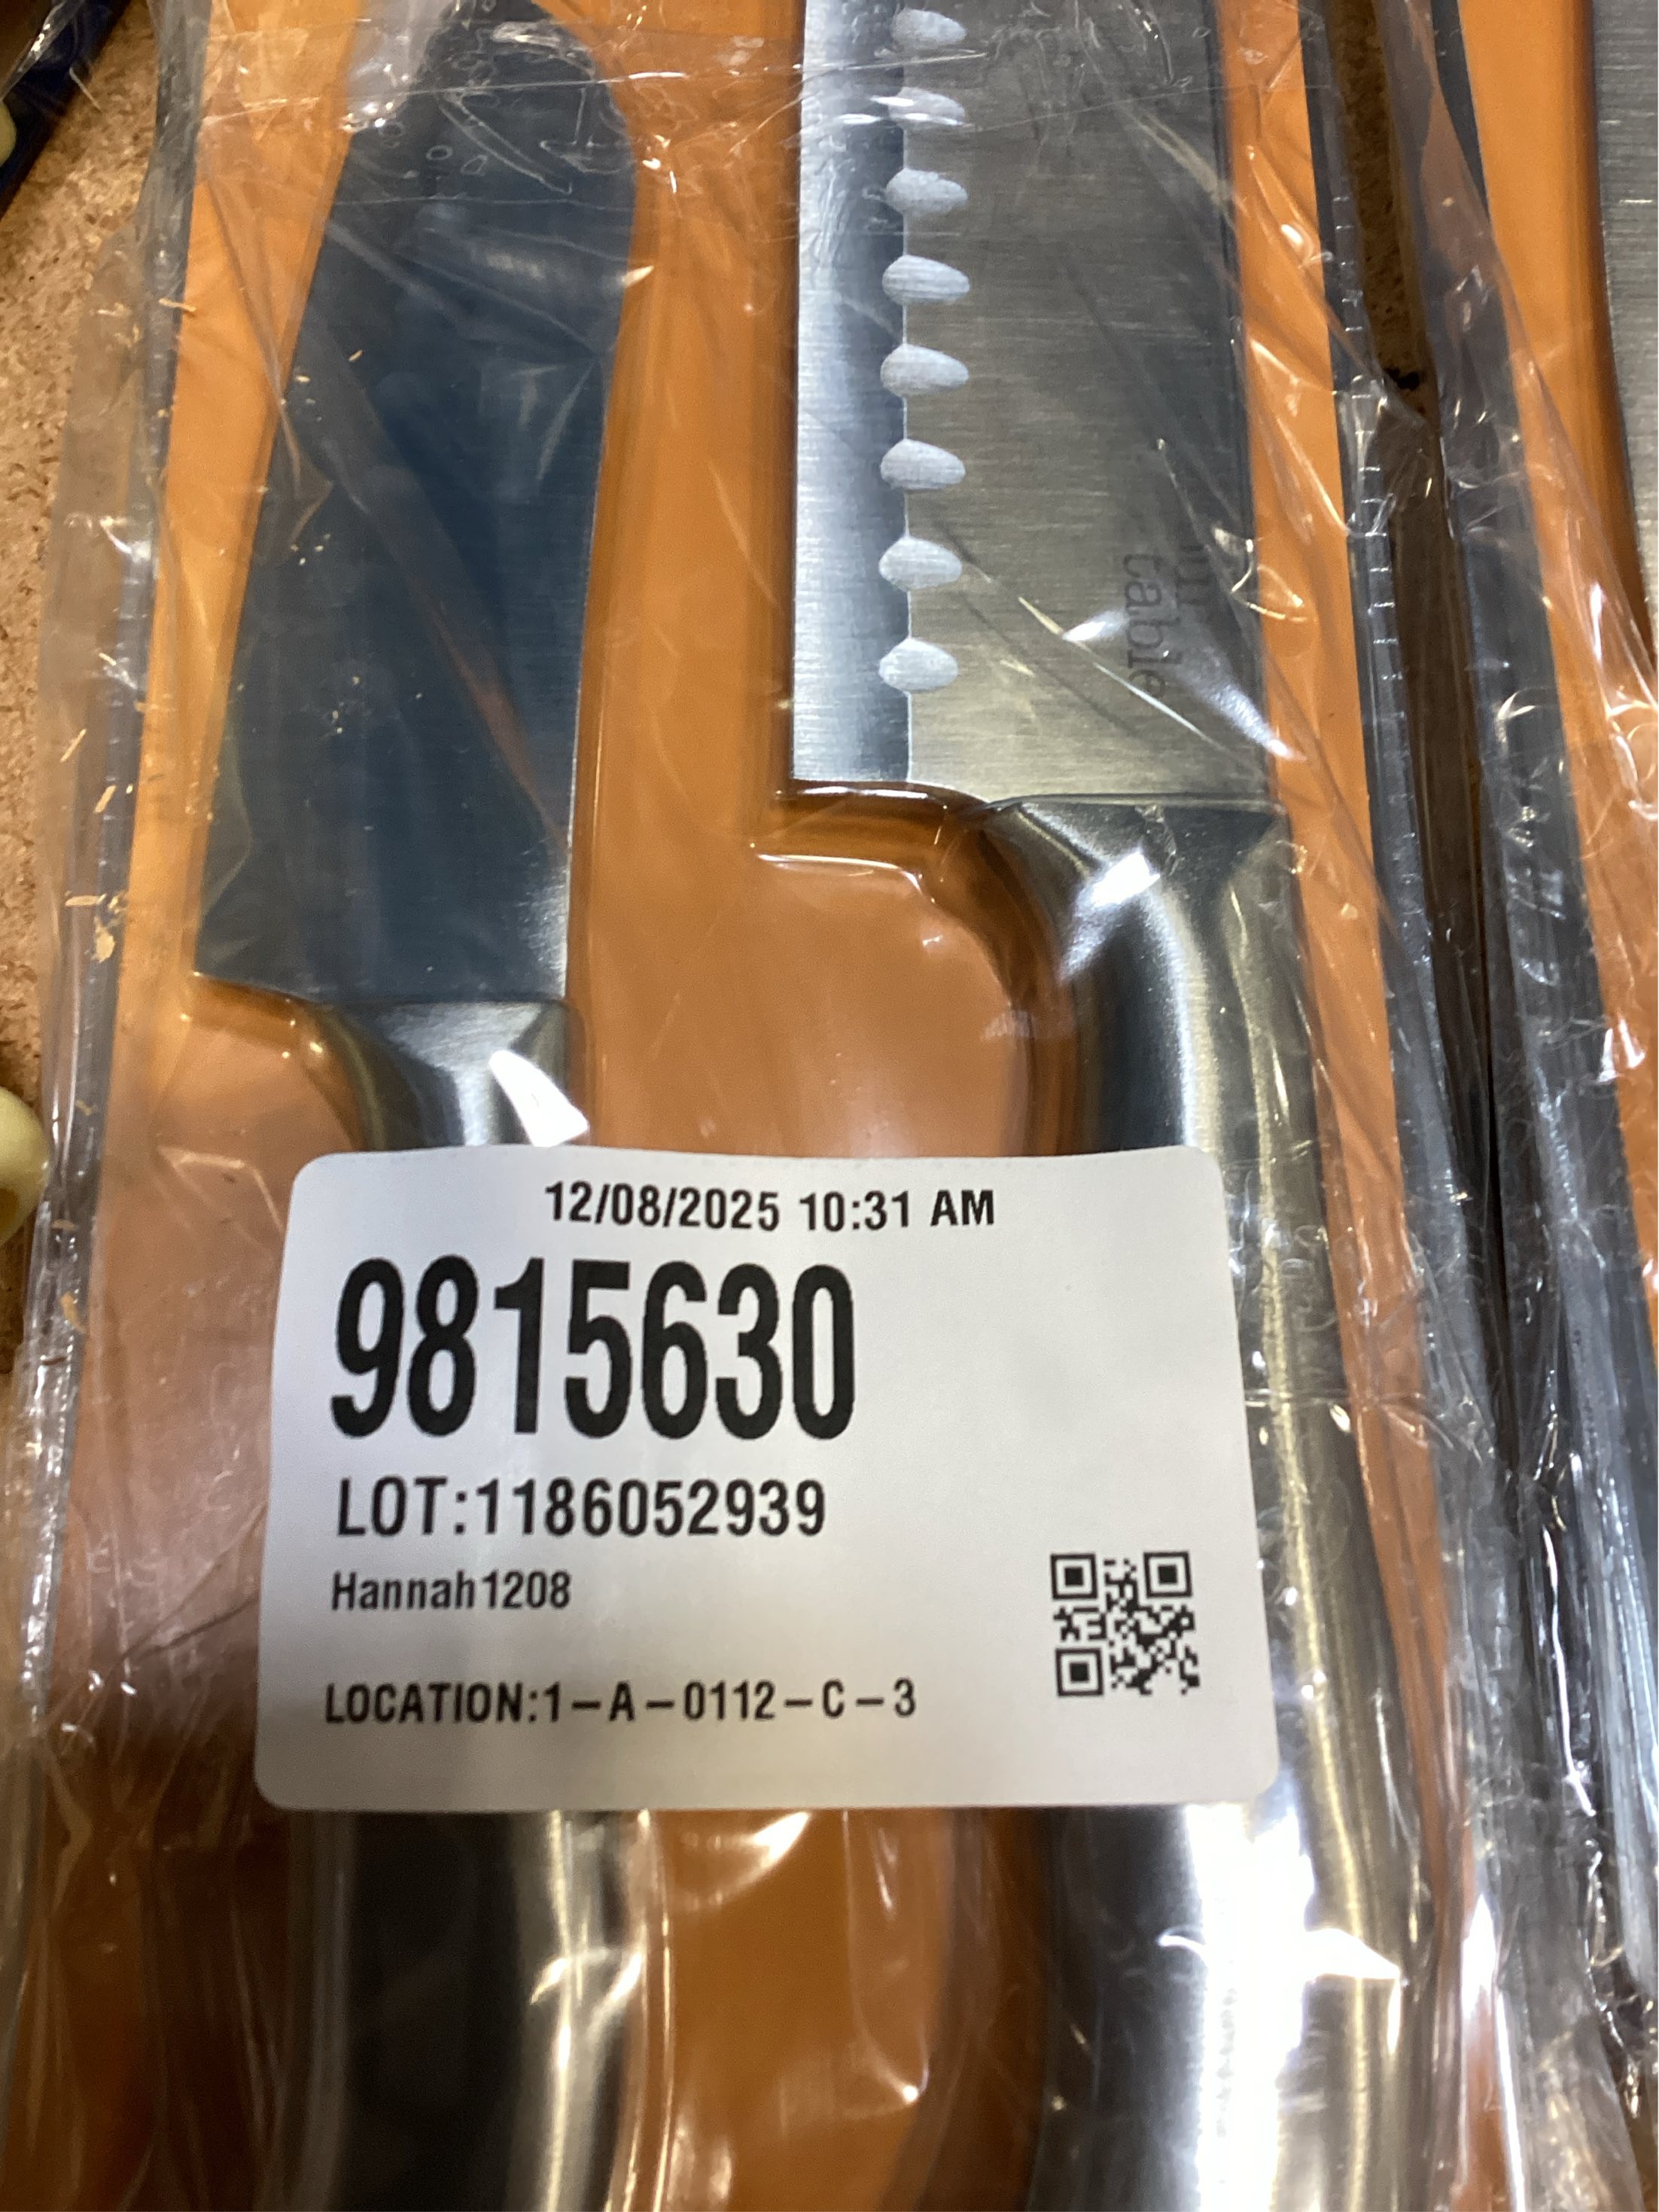 table
12/08/2025 10:31 AM
9815630
LOT:1186052939
Hannah1208
LOCATION:1-A-0112-C-3